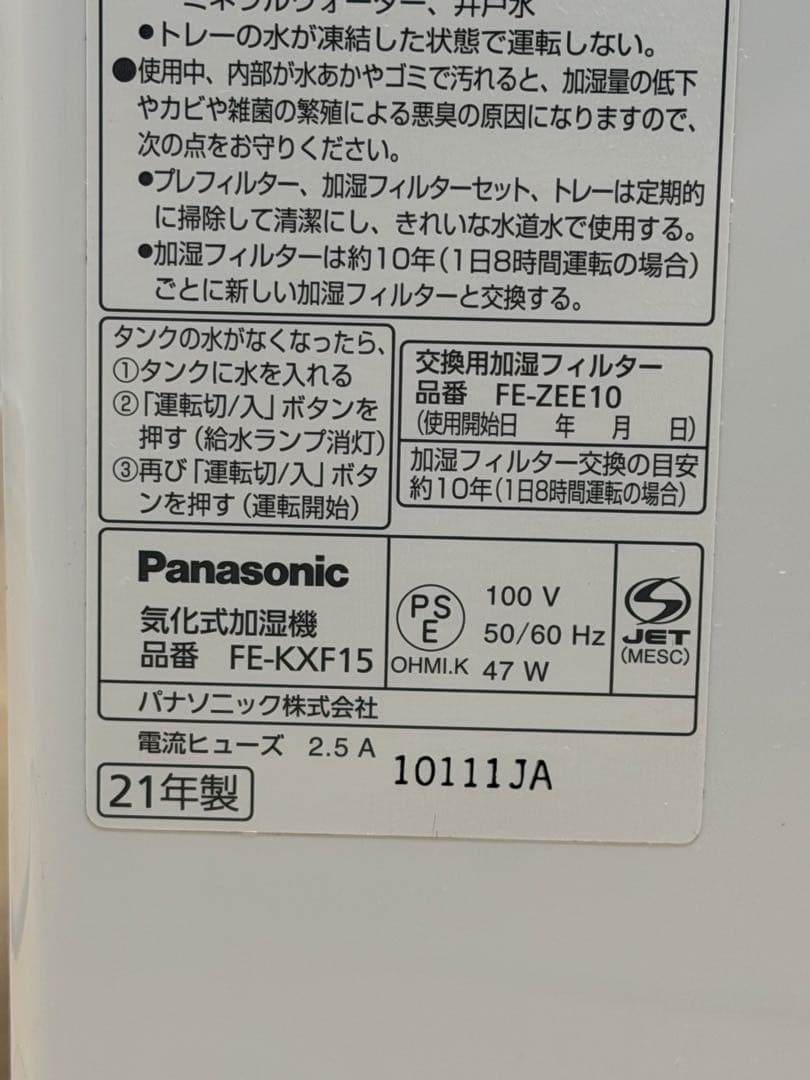 ミネラルウォーター、井戸水
●トレーの水が凍結した状態で運転しない。
●使用中、内部が水あかやゴミで汚れると、加湿量の低下
やカビや雑菌の繁殖による悪臭の原因になりますので、
次の点をお守りください。
●プレフィルター、加湿フィルターセット、トレーは定期的
に掃除して清潔にし、きれいな水道水で使用する。
●加湿フィルターは約10年(1日8時間運転の場合)
ごとに新しい加湿フィルターと交換する。
タンクの水がなくなったら、
①タンクに水を入れる
②「運転切/入」ボタンを
押す(給水ランプ消灯)
③再び「運転切/入」ボタ
ンを押す(運転開始)
交換用加湿フィルター
品番 FE-ZEE10
(使用開始日 年 月 日)
加湿フィルター交換の目安
約10年(1日8時間運転の場合)
Panasonic
気化式加湿機
品番 FE-KXF15
PS
E
OHMI.K
100 V
50/60 Hz
47 W
JET
(MESC)
パナソニック株式会社
電流ヒューズ 2.5 A
10111JA
21年製